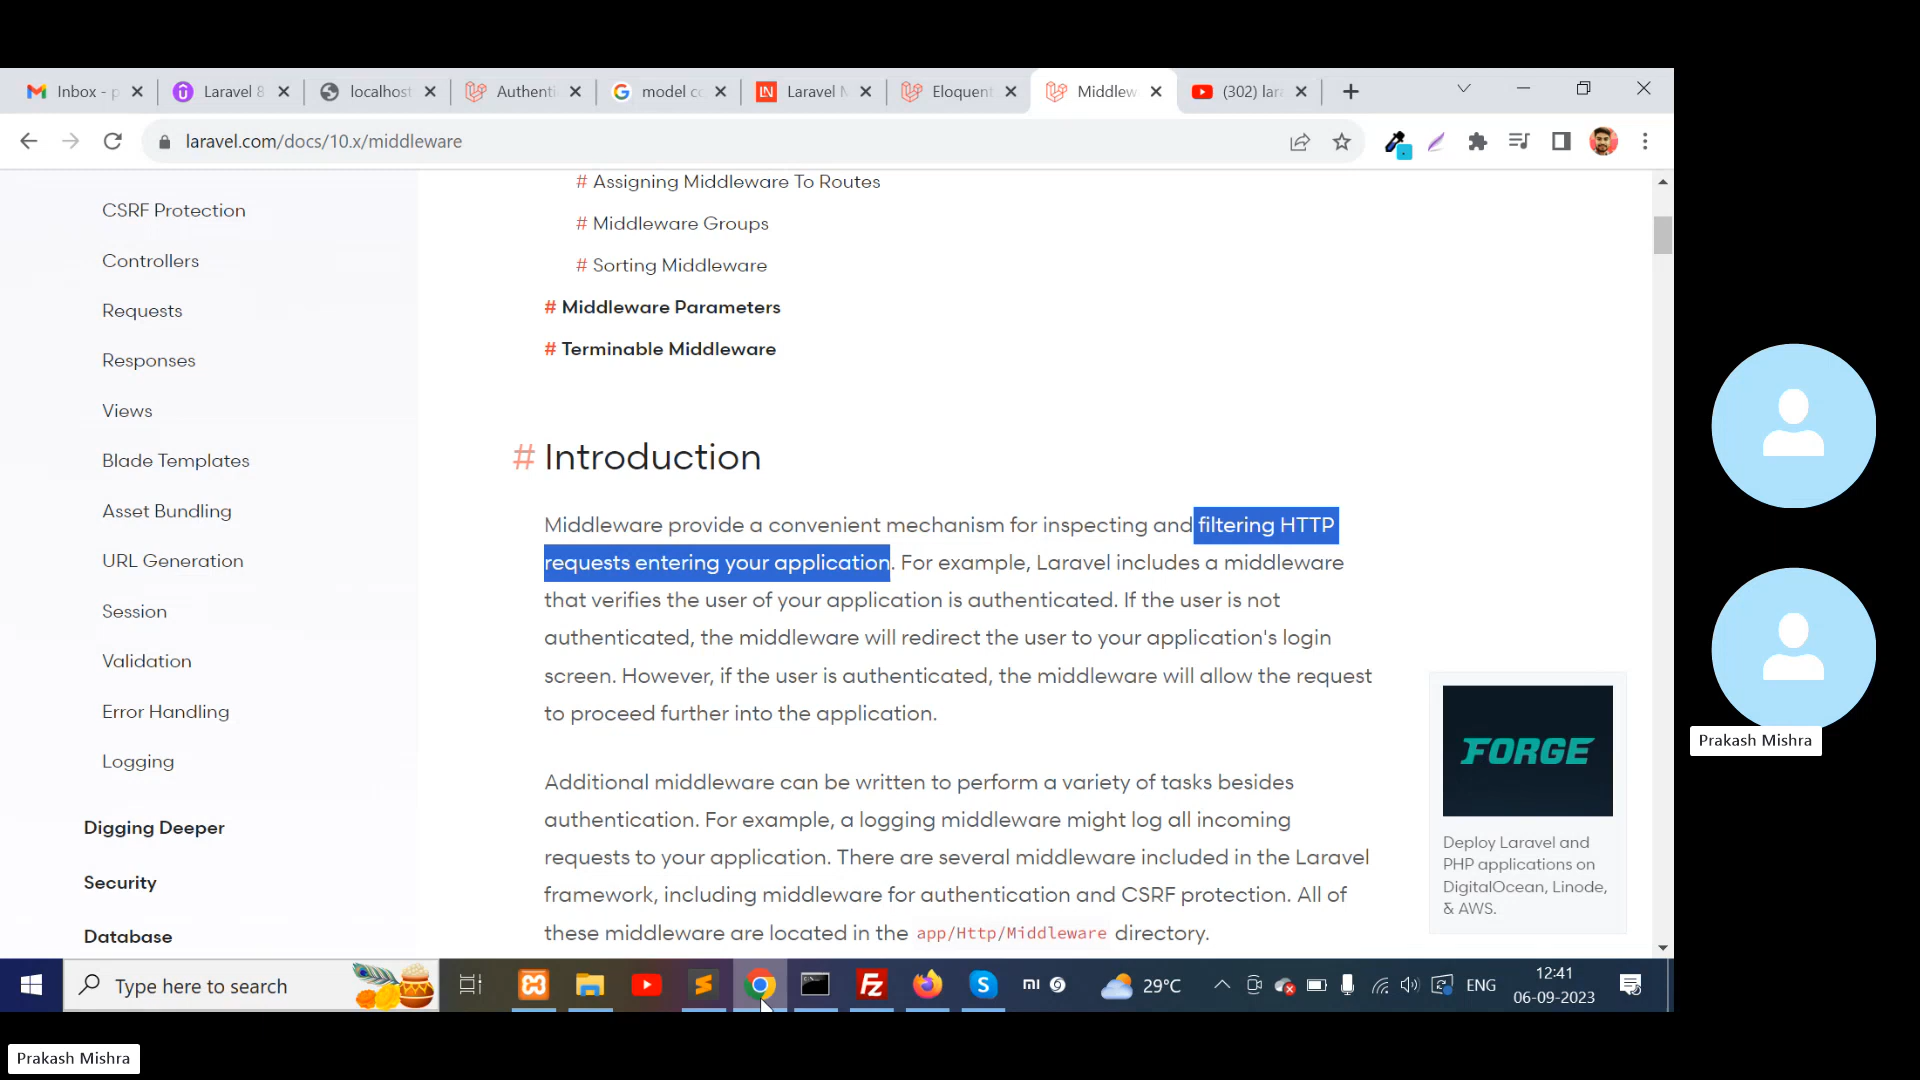 Inbox - p
Laravel 8
localhost
Authenti
model co
LN
Laravel M
Eloquent
Middlew
(302) lara
laravel.com/docs/10.x/middleware
# Assigning Middleware To Routes
CSRF Protection
# Middleware Groups
Controllers
# Sorting Middleware
Requests
# Middleware Parameters
Responses
# Terminable Middleware
Views
Blade Templates
Asset Bundling
URL Generation
Session
Validation
Error Handling
Logging
Digging Deeper
Security
Database
# Introduction
Middleware provide a convenient mechanism for inspecting and filtering HTTP
requests entering your application. For example, Laravel includes a middleware
that verifies the user of your application is authenticated. If the user is not
authenticated, the middleware will redirect the user to your application's login
screen. However, if the user is authenticated, the middleware will allow the request
to proceed further into the application.
Additional middleware can be written to perform a variety of tasks besides
authentication. For example, a logging middleware might log all incoming
requests to your application. There are several middleware included in the Laravel
framework, including middleware for authentication and CSRF protection. All of
these middleware are located in the app/Http/Middleware directory.
FORGE
Deploy Laravel and
PHP applications on
DigitalOcean, Linode,
& AWS.
Prakash Mishra
Type here to search
Fz
S
mi
29°C
ENG
12:41
06-09-2023
Prakash Mishra